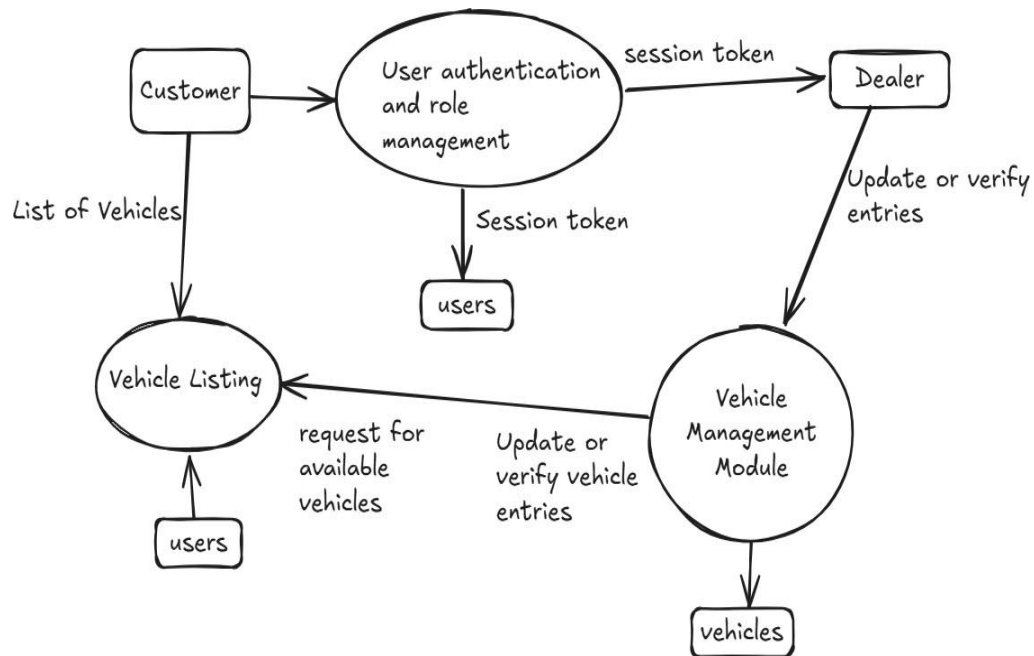 Customer
User authentication
and role
management
session token
Dealer
List of Vehicles
Session token
Update or verify
entries
users
Vehicle Listing
Vehicle
Management
Module
request for
available
vehicles
Update or
verify vehicle
entries
users
vehicles